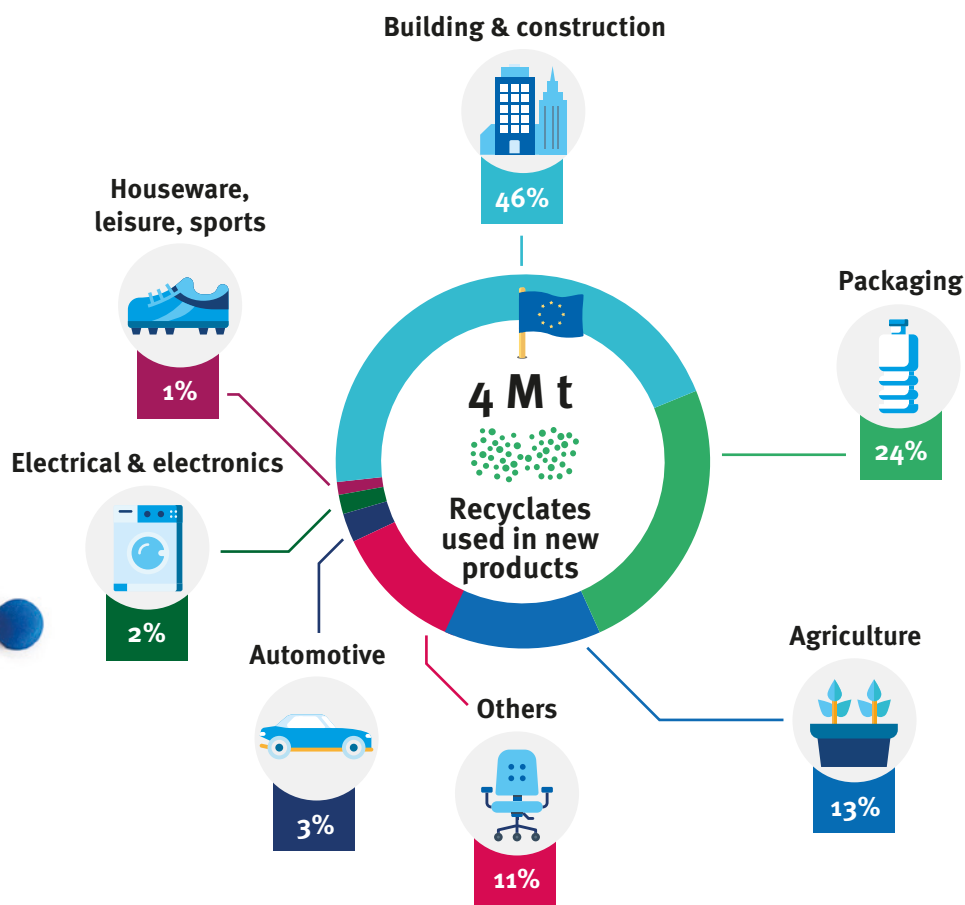 Building & construction
46%
Houseware,
leisure, sports
1%
Packaging
24%
4 M t
Recyclates
used in new
products
Electrical & electronics
2%
Automotive
3%
Others
11%
Agriculture
13%